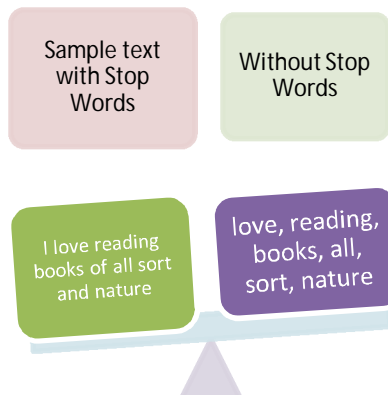 Sample text
with Stop
Words
Without Stop
Words
I love reading
books of all sort
and nature
love, reading,
books, all,
sort, nature